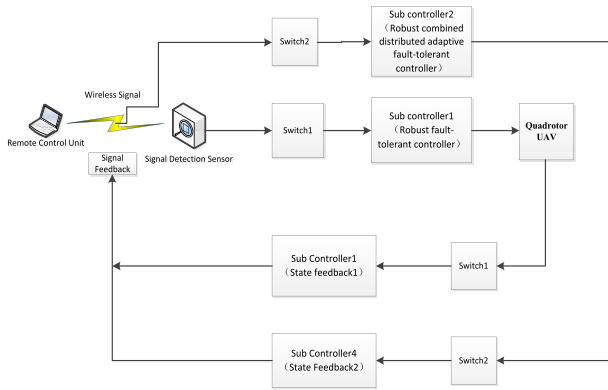 Sub controller2
（Robust combined
distributed adaptive
fault-tolerant
controller）
Switch2
Wireless Signal
Remote Control Unit
Signal Detection Sensor
Switch1
Sub controller1
（Robust fault-
tolerant controller）
Quadrotor
UAV
Signal
Feedback
Sub Controller1
（State feedback1）
Switch1
Sub Controller4
（State Feedback2）
Switch2